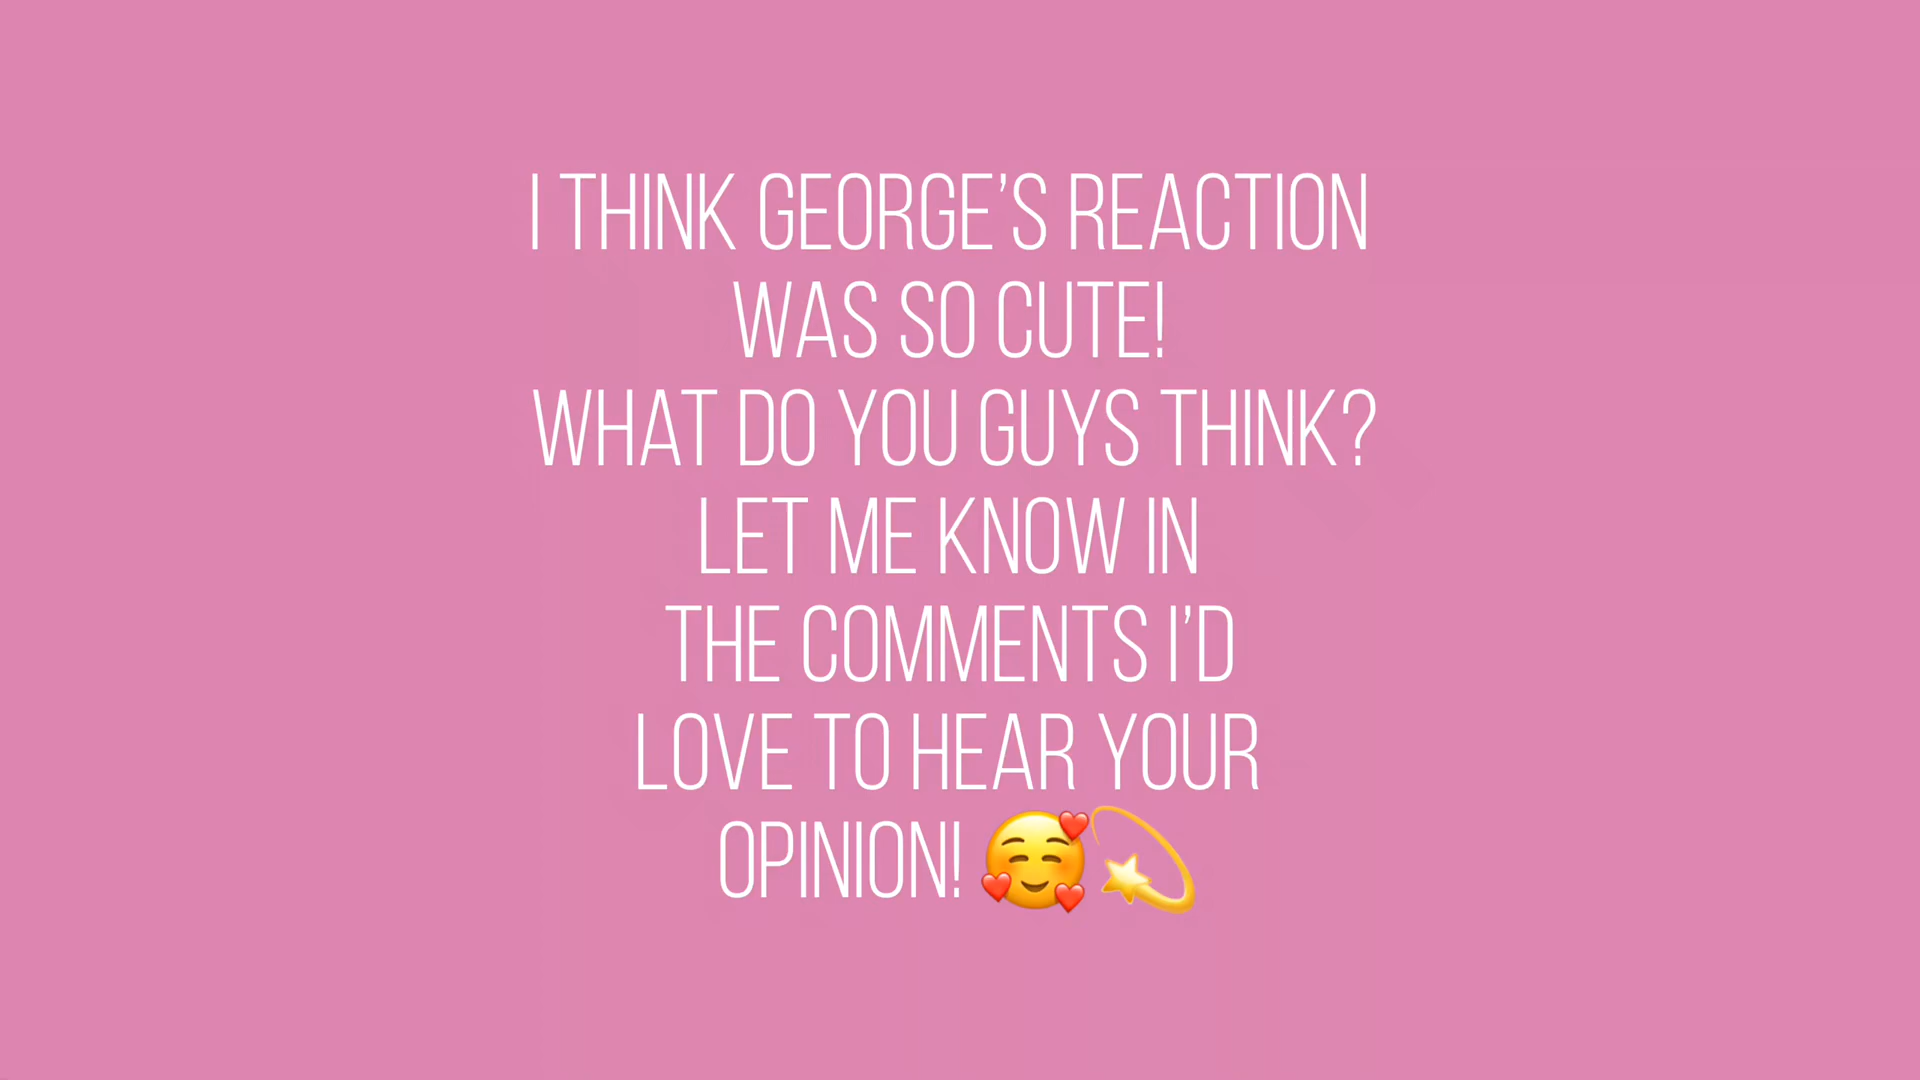 I THINK GEORGE’S REACTION
WAS SO CUTE!
WHAT DO YOU GUYS THINK?
LET ME KNOW IN
THE COMMENTS I’D
LOVE TO HEAR YOUR
OPINION! 🥰💫